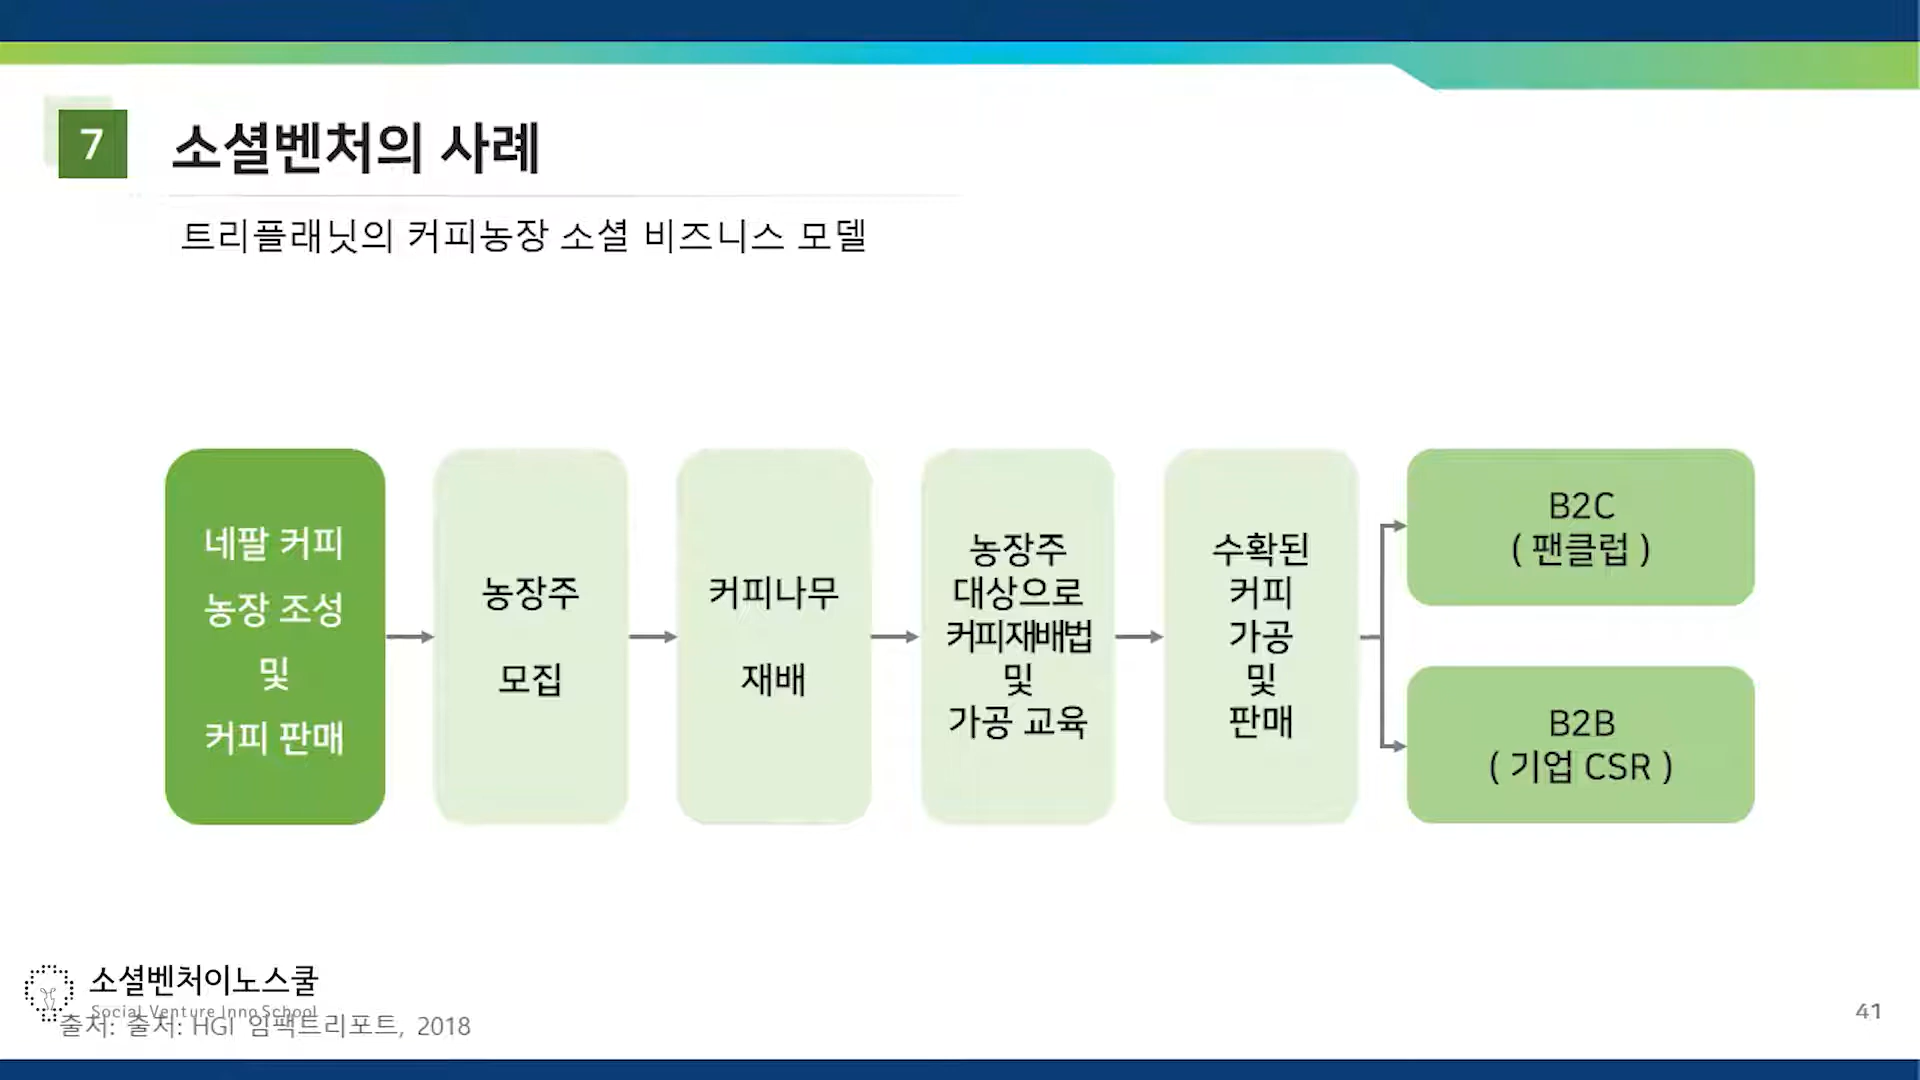 7
소셜벤처의 사례
트리플래닛의 커피농장 소셜 비즈니스 모델
네팔 커피
농장 조성
및
커피 판매
농장주
모집
커피나무
재배
농장주
대상으로
커피재배법
및
가공 교육
수확된
커피
가공
및
판매
B2C
( 팬클럽 )
B2B
( 기업 CSR )
소셜벤처이노스쿨
Social Venture Inno School
출처: 출처: HGI 임팩트리포트, 2018
41